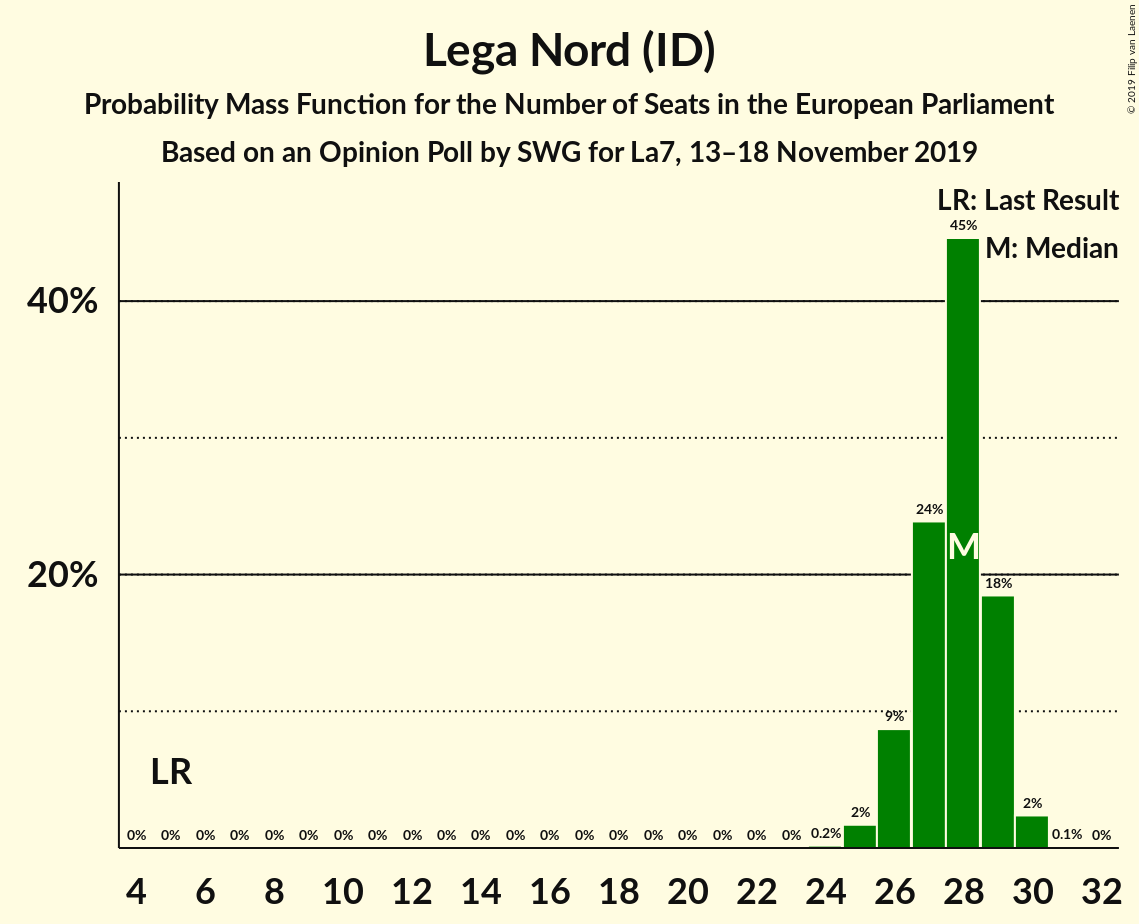 Lega Nord (ID)
Probability Mass Function for the Number of Seats in the European Parliament
Based on an Opinion Poll by SWG for La7, 13–18 November 2019
© 2019 Filip van Laenen
LR: Last Result
M: Median
45%
40%
24%
M
20%
18%
9%
LR
2%
2%
0% 0% 0% 0% 0% 0% 0% 0% 0% 0% 0% 0% 0% 0% 0% 0% 0% 0% 0% 0% 0.2% 0.1% 0%
4 6 8 10 12 14 16 18 20 22 24 26 28 30 32